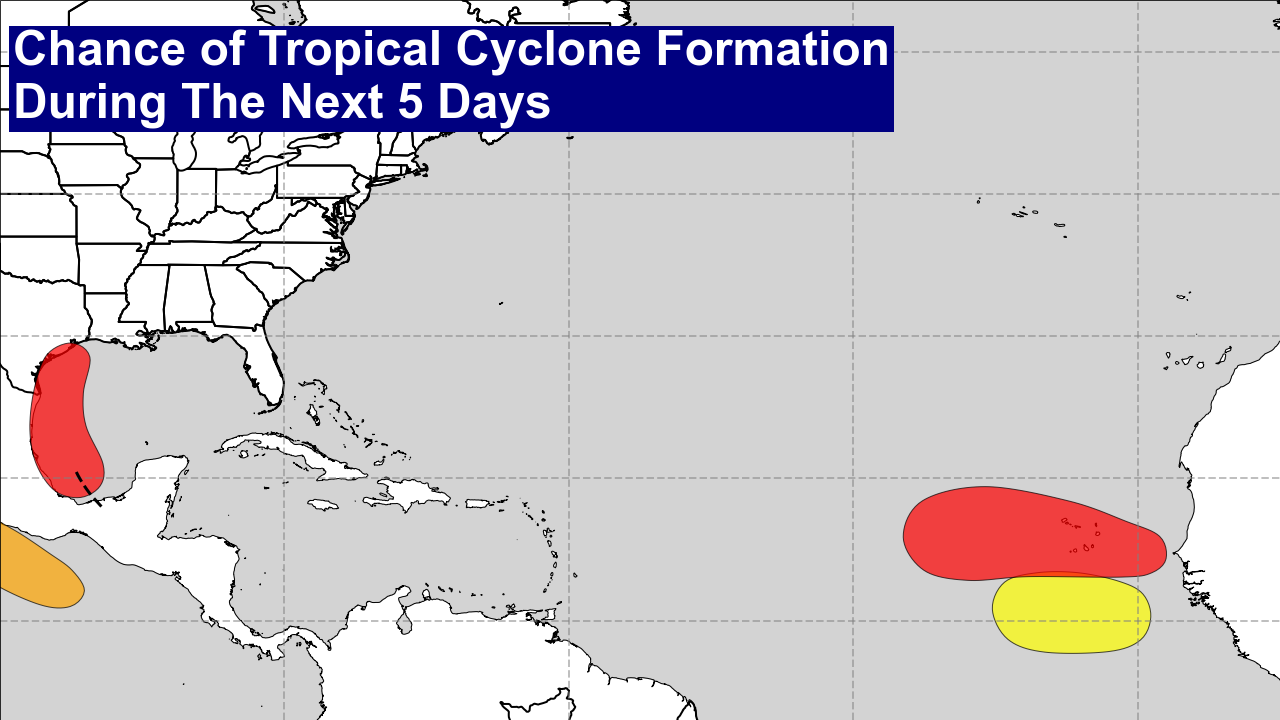 Chance of Tropical Cyclone Formation
During The Next 5 Days